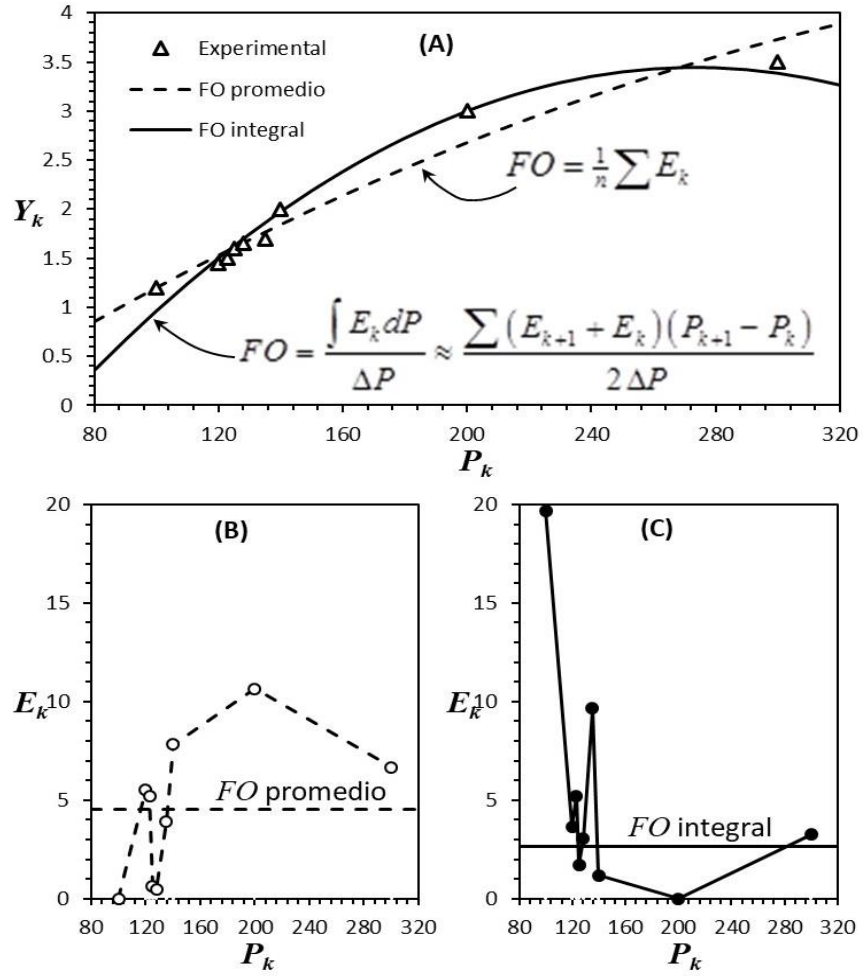 (A)
Experimental
FO promedio
FO integral
4
3.5
3
2.5
2
1.5
1
0.5
0
Y_k
FO = 1/n ∑ E_k
FO = ∫ E_k dP / ΔP ≈ ∑ (E_{k+1} + E_k)(P_{k+1} − P_k) / 2 ΔP
80 120 160 200 240 280 320
P_k
(B)
20
15
10
5
0
E_k
FO promedio
80 120 160 200 240 280 320
P_k
(C)
20
15
10
5
0
E_k
FO integral
80 120 160 200 240 280 320
P_k